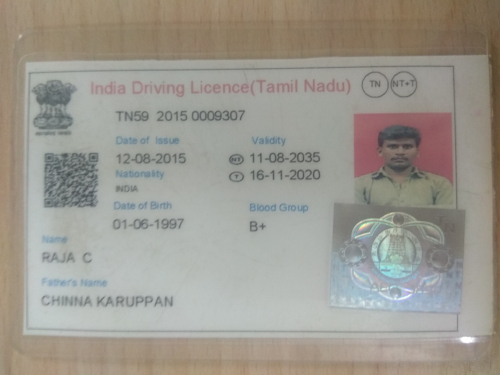 India Driving Licence(Tamil Nadu) TN NT+T
TN59 2015 0009307
Date of Issue Validity
12-08-2015 NT 11-08-2035
Nationality T 16-11-2020
INDIA
Date of Birth Blood Group
01-06-1997 B+
Name
RAJA C
Father's Name
CHINNA KARUPPAN